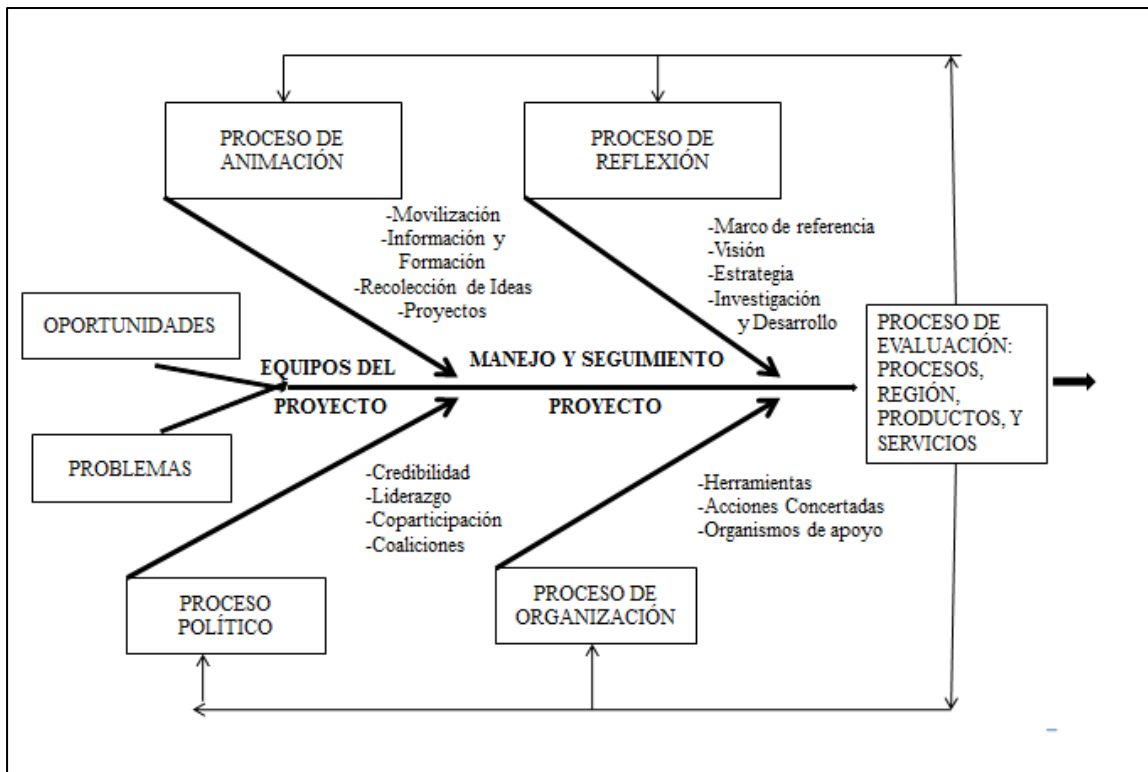 PROCESO DE
ANIMACIÓN
PROCESO DE
REFLEXIÓN
-Movilización
-Información y
Formación
-Recolección de Ideas
-Proyectos
-Marco de referencia
-Visión
-Estrategia
-Investigación
y Desarrollo
OPORTUNIDADES
PROBLEMAS
EQUIPOS DEL
PROYECTO
MANEJO Y SEGUIMIENTO
PROYECTO
PROCESO DE
EVALUACIÓN:
PROCESOS,
REGIÓN,
PRODUCTOS, Y
SERVICIOS
-Credibilidad
-Liderazgo
-Coparticipación
-Coaliciones
-Herramientas
-Acciones Concertadas
-Organismos de apoyo
PROCESO
POLÍTICO
PROCESO DE
ORGANIZACIÓN